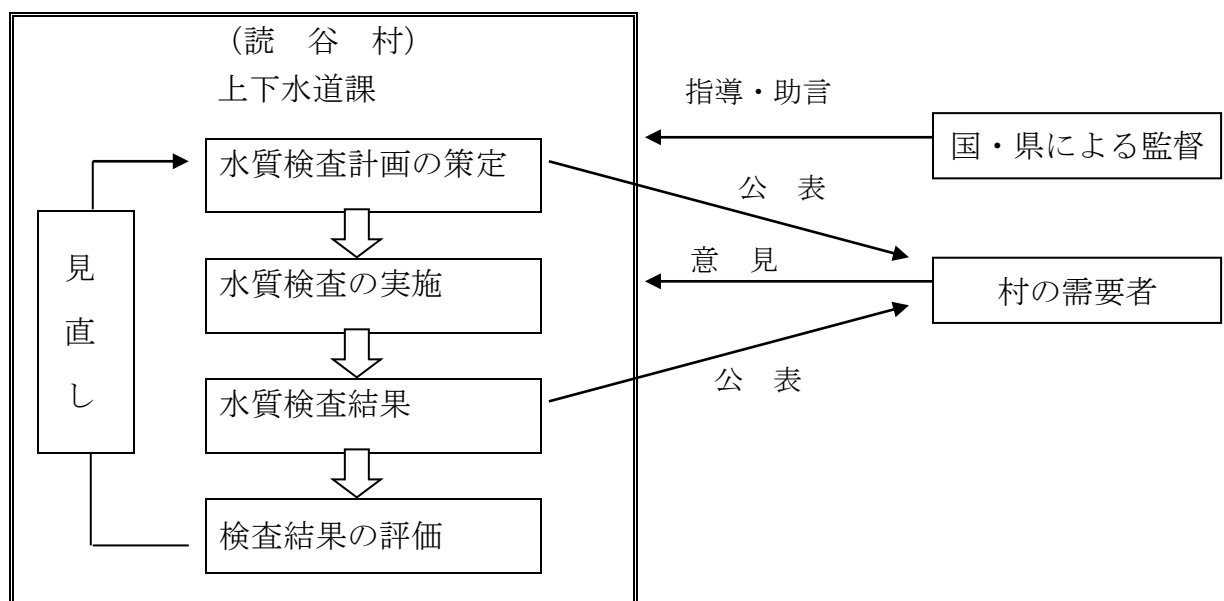 （読　谷　村）
上下水道課
指導・助言
国・県による監督
水質検査計画の策定
公　表
意　見
村の需要者
水質検査の実施
見直し
水質検査結果
公　表
検査結果の評価